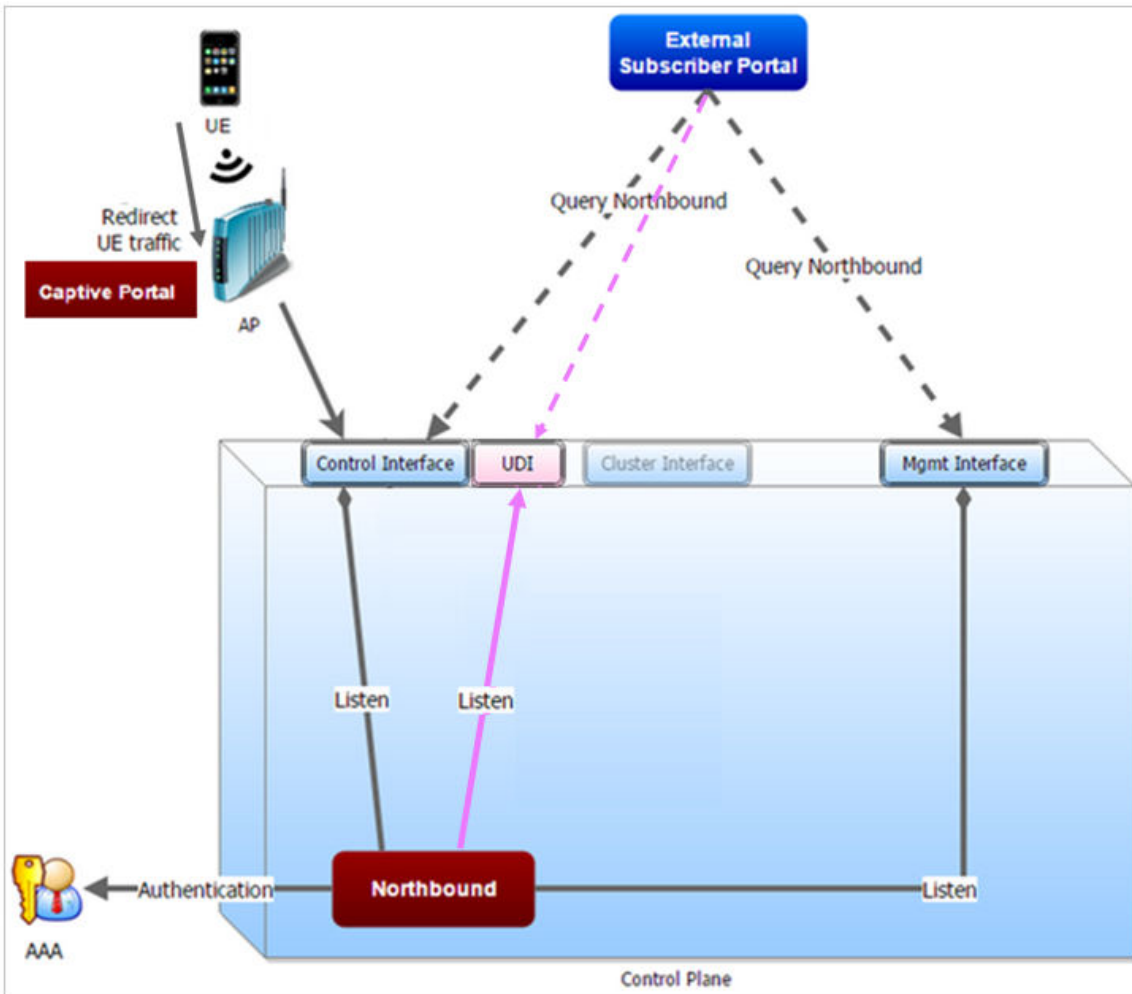 External
Subscriber Portal
UE
Redirect
UE traffic
Captive Portal
AP
Query Northbound
Query Northbound
Control Interface
UDI
Cluster Interface
Mgmt Interface
Listen
Listen
Northbound
Authentication
Listen
AAA
Control Plane